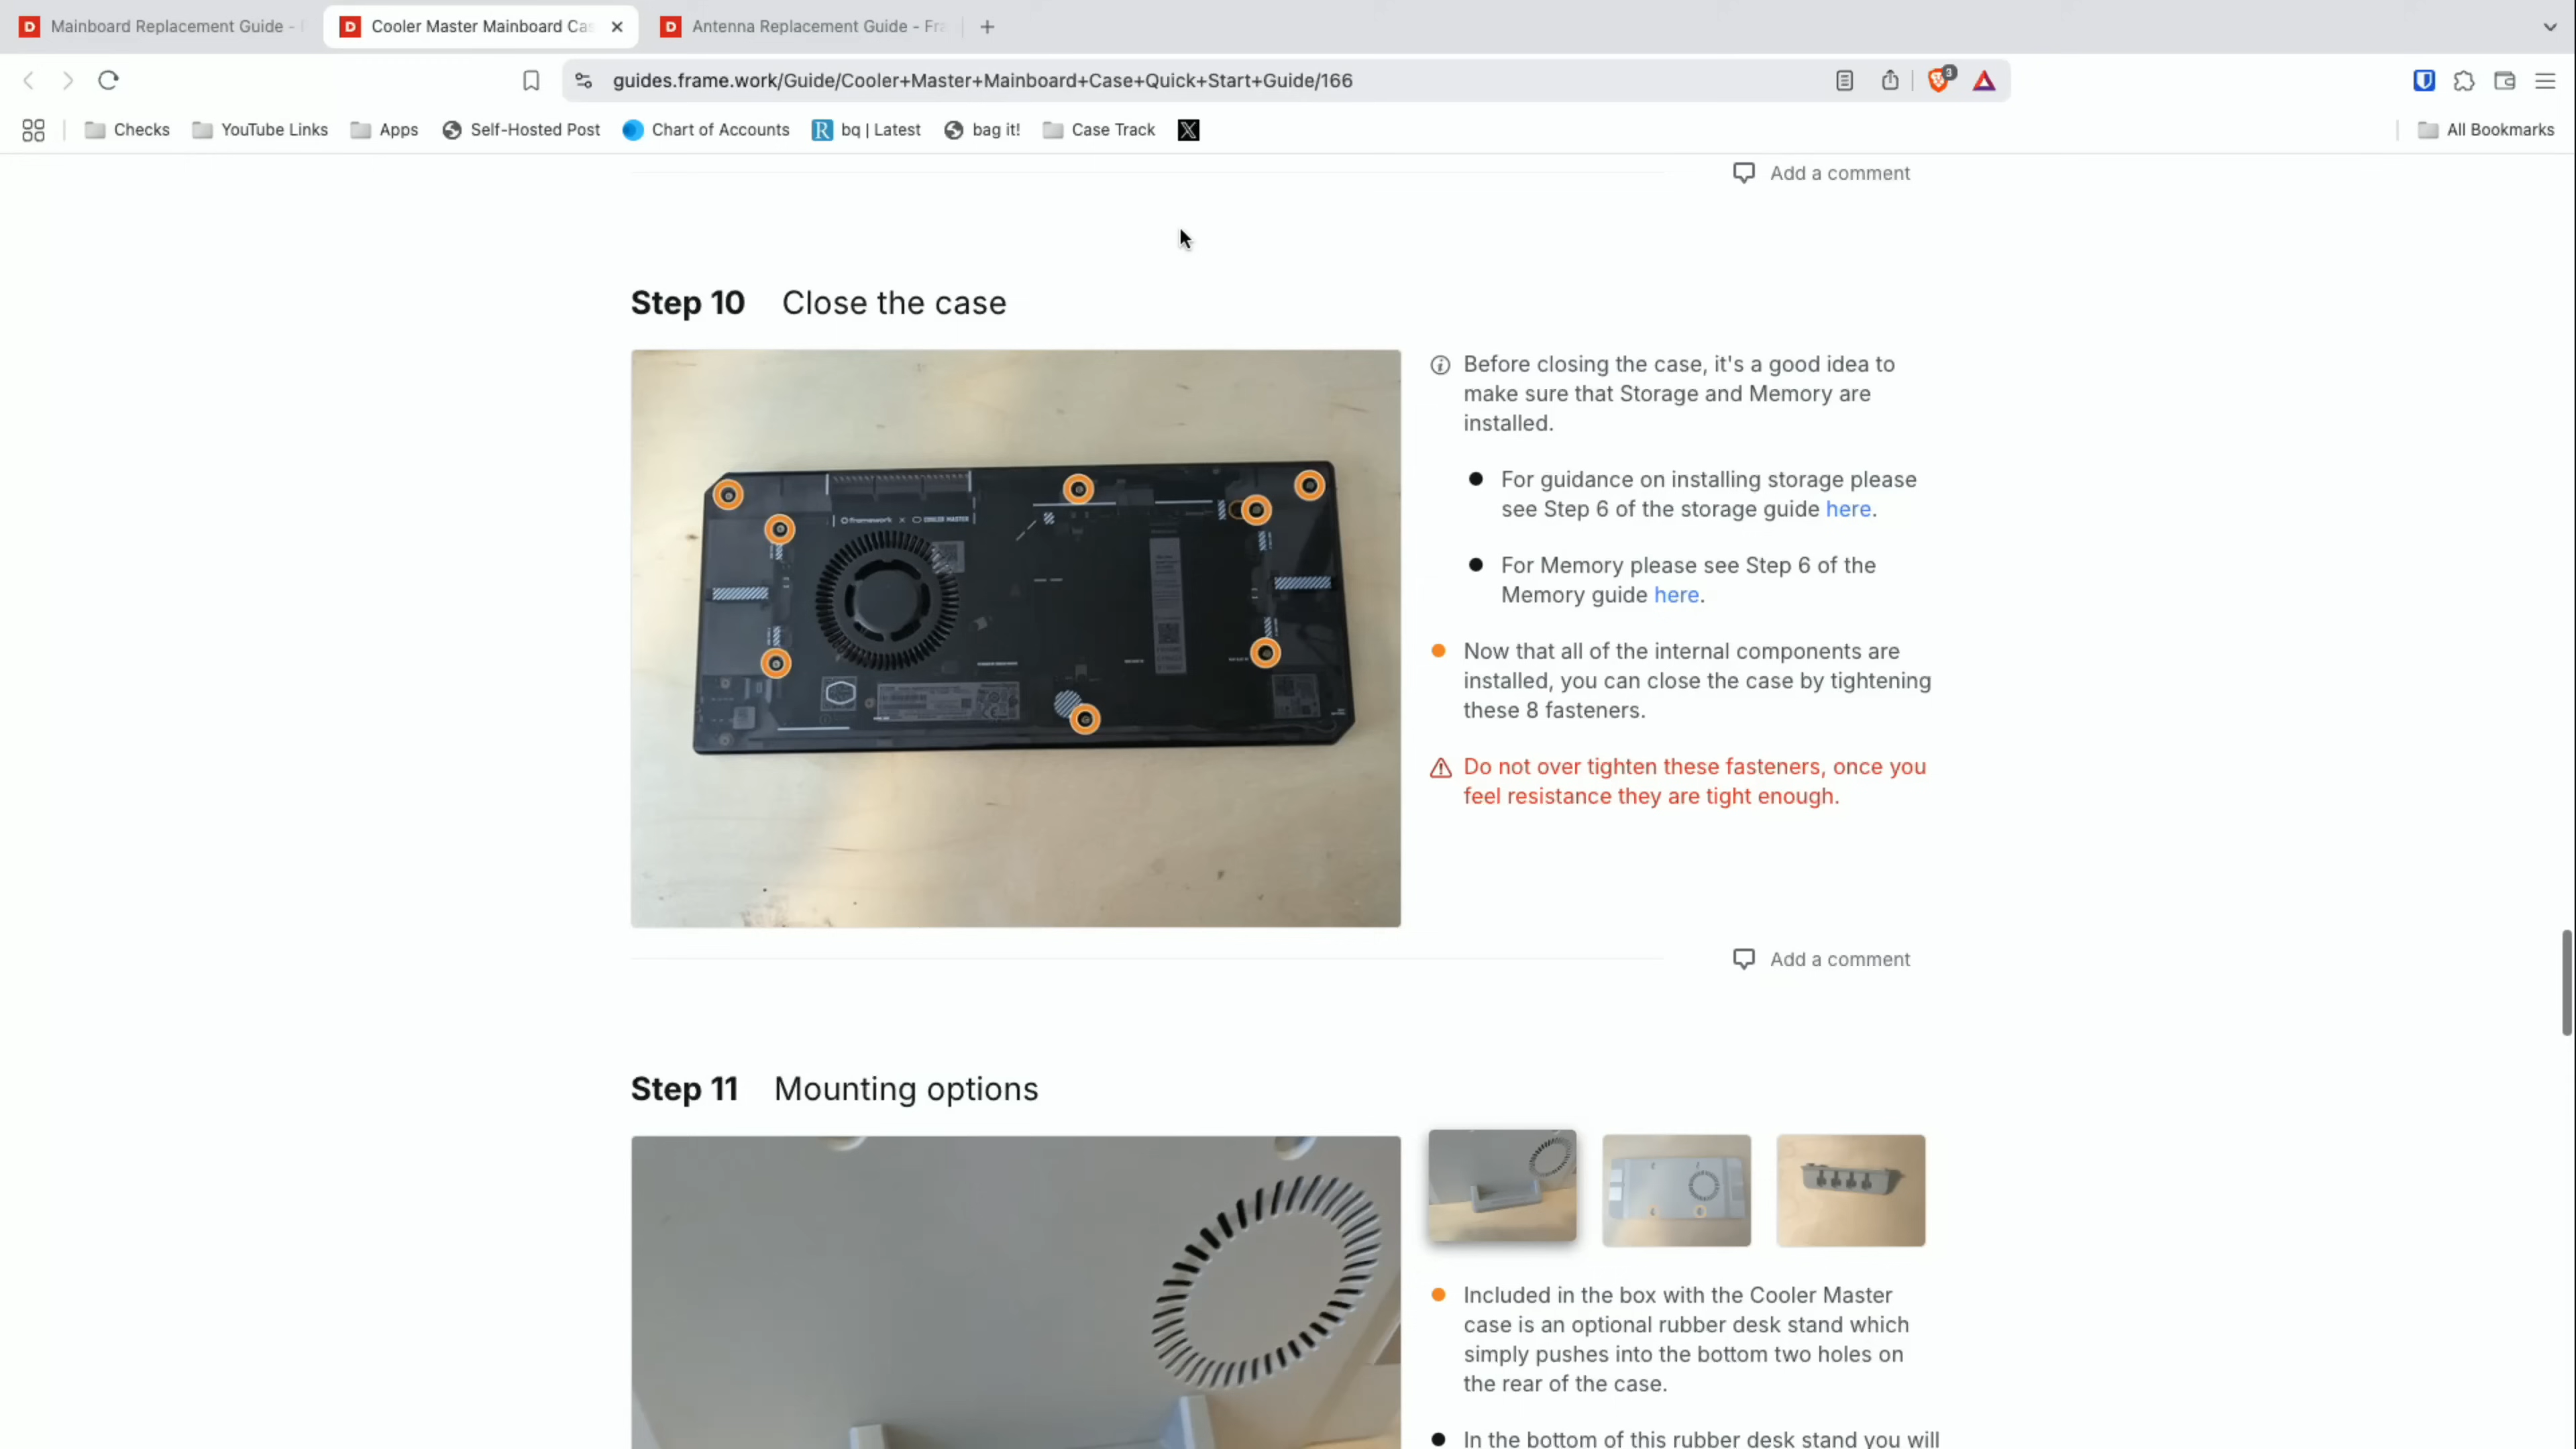 Mainboard Replacement Guide -
Cooler Master Mainboard Cas
Antenna Replacement Guide - Fra
guides.frame.work/Guide/Cooler+Master+Mainboard+Case+Quick+Start+Guide/166
3
Checks
YouTube Links
Apps
Self-Hosted Post
Chart of Accounts
bq | Latest
bag it!
Case Track
All Bookmarks
Add a comment
Step 10 Close the case
framework x COOLER MASTER
Before closing the case, it's a good idea to
make sure that Storage and Memory are
installed.
For guidance on installing storage please
see Step 6 of the storage guide here.
For Memory please see Step 6 of the
Memory guide here.
Now that all of the internal components are
installed, you can close the case by tightening
these 8 fasteners.
Do not over tighten these fasteners, once you
feel resistance they are tight enough.
Add a comment
Step 11 Mounting options
Included in the box with the Cooler Master
case is an optional rubber desk stand which
simply pushes into the bottom two holes on
the rear of the case.
In the bottom of this rubber desk stand you will